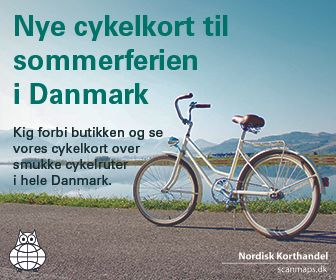 Nye cykelkort til
sommerferien
i Danmark
Kig forbi butikken og se
vores cykelkort over
smukke cykelruter
i hele Danmark.
Nordisk Korthandel
scanmaps.dk